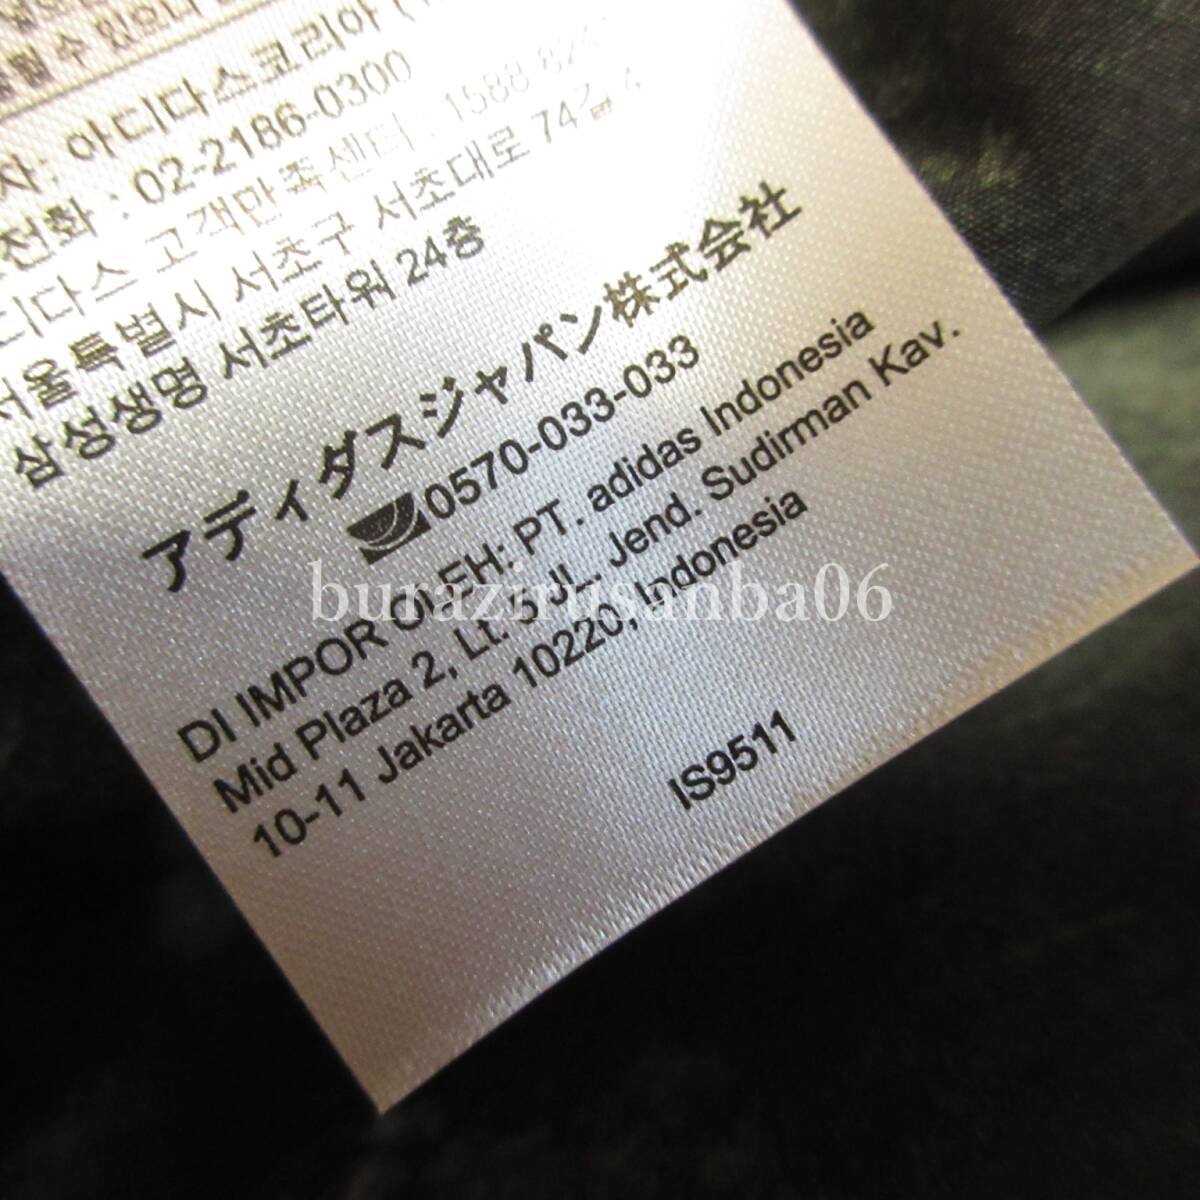 수 있으니
자: 아디다스코리아
전화 : 02-2186-0300
디다스 고객만족센터 : 1588
서울특별시 서초구 서초대로 74길 4
삼성생명 서초타워 24층
アディダスジャパン株式会社
0570-033-033
DI IMPOR OLEH: PT. adidas Indonesia
Mid Plaza 2, Lt. 5 JL. Jend. Sudirman Kav.
10-11 Jakarta 10220, Indonesia
IS9511
burazirusanba06